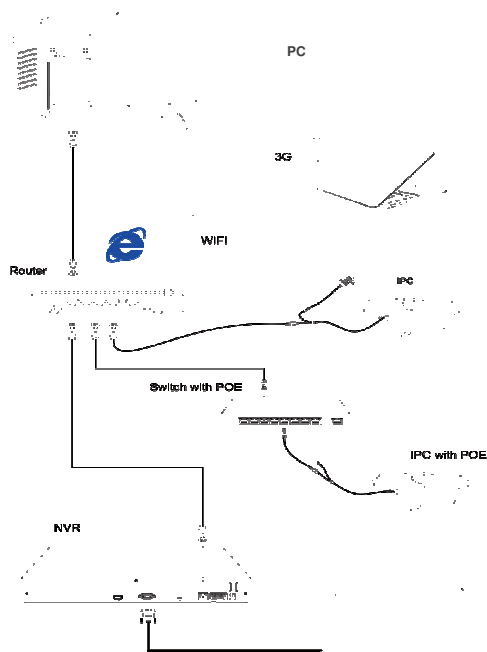 PC
3G
WIFI
Router
IPC
Switch with POE
IPC with POE
NVR